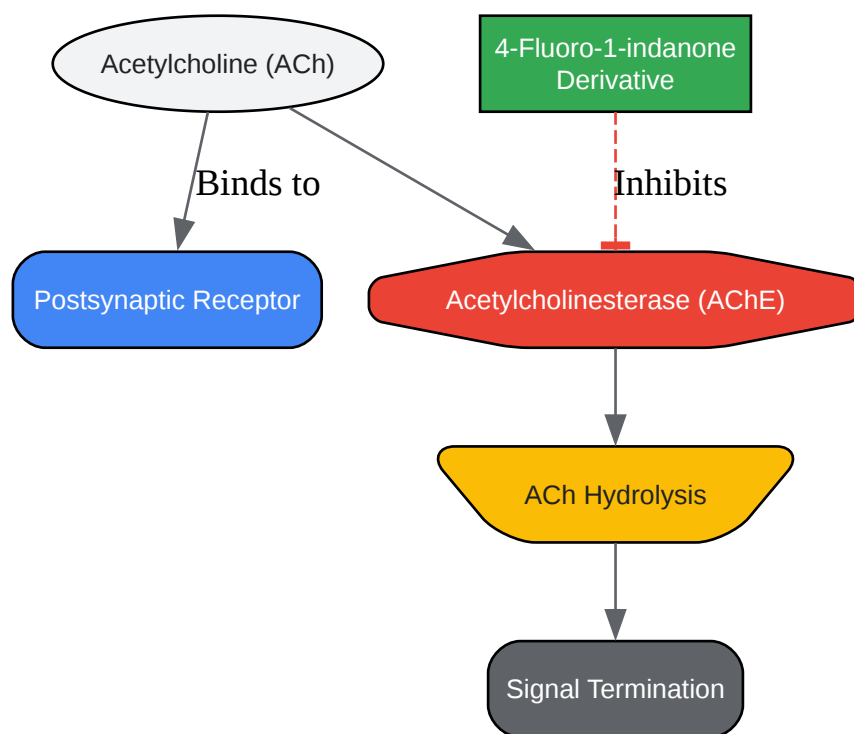 Acetylcholine (ACh)
4-Fluoro-1-indanone
Derivative
Binds to
Inhibits
Postsynaptic Receptor
Acetylcholinesterase (AChE)
ACh Hydrolysis
Signal Termination